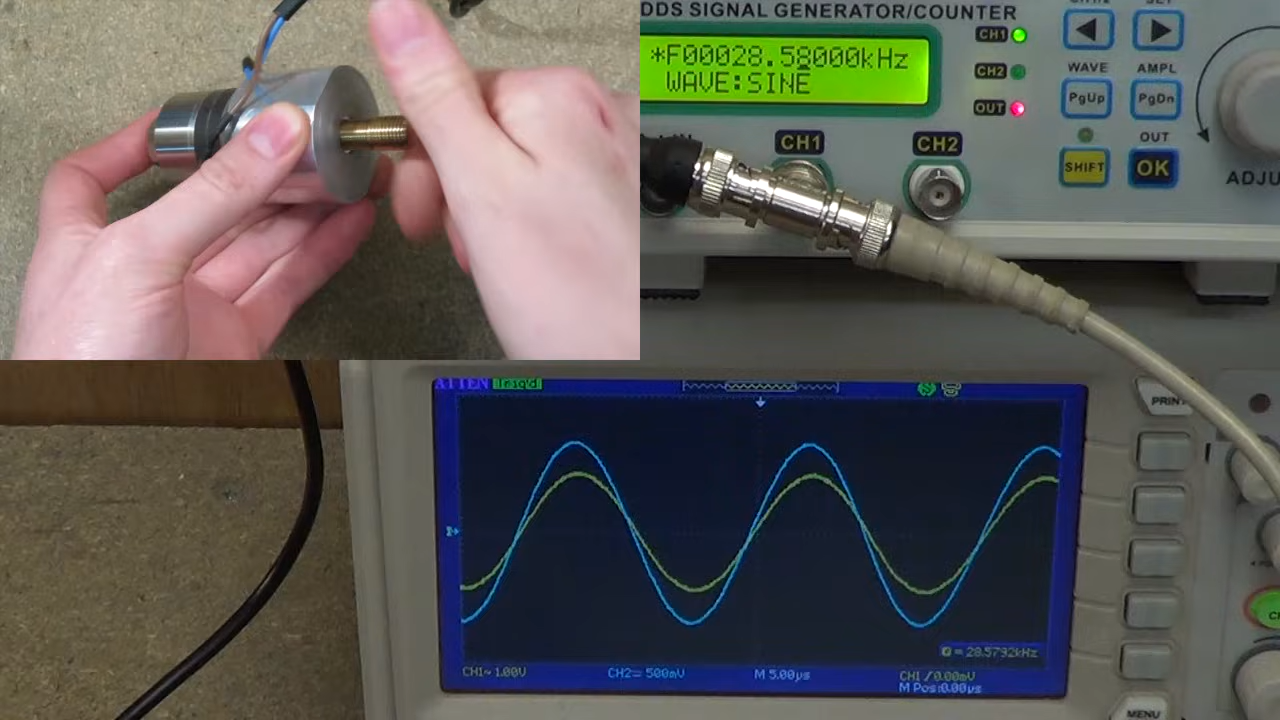 DDS SIGNAL GENERATOR/COUNTER
*F00028.58000kHz
WAVE:SINE
CH1
CH2
OUT
WAVE
AMPL
PgUp
PgDn
OUT
SHIFT
OK
CH1
CH2
ADJU
ATTEN
Trig'd
PRINT
28.5792kHz
CH1~ 1.00V
CH2= 500mV
M 5.00µs
CH1 /0.00mV
M Pos:0.00µs
MENU